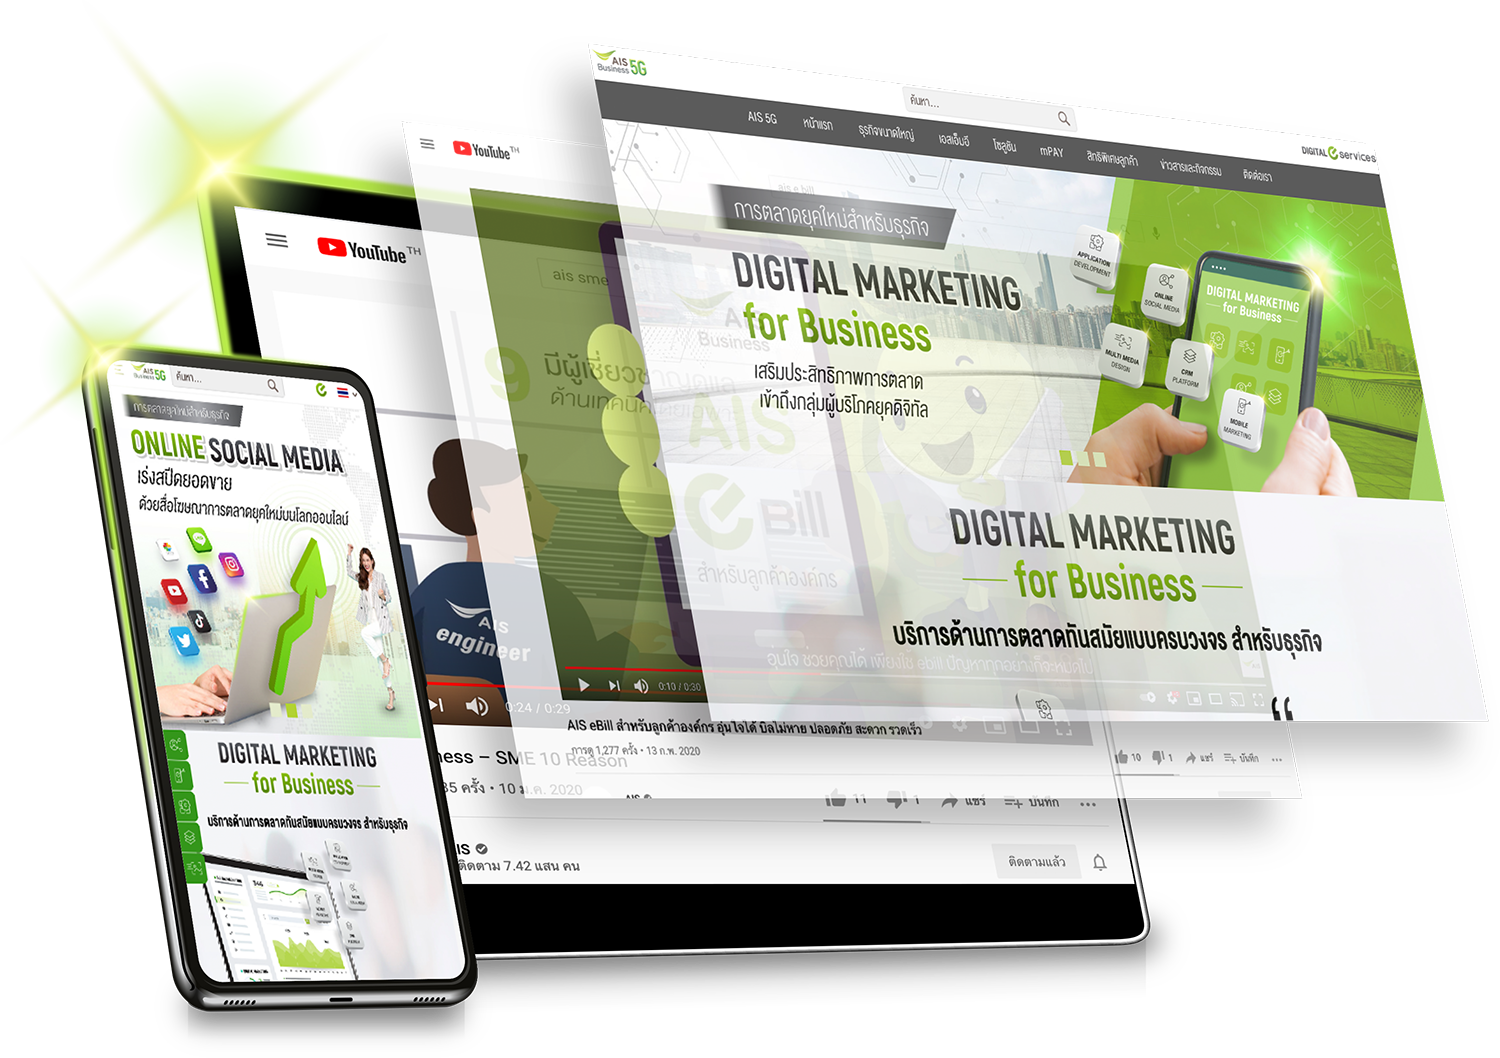 AIS 5G
Business
ค้นหา...
DIGITAL e services
AIS 5G หน้าแรก ธุรกิจขนาดใหญ่ เอสเอ็มอี โซลูชัน mPAY สิทธิพิเศษลูกค้า ข่าวสารและกิจกรรม ติดต่อเรา
การตลาดยุคใหม่สำหรับธุรกิจ
DIGITAL MARKETING
for Business
เสริมประสิทธิภาพการตลาด
เข้าถึงกลุ่มผู้บริโภคยุคดิจิทัล
APPLICATION
DEVELOPMENT
ONLINE
SOCIAL MEDIA
MULTI MEDIA
DESIGN
CRM
PLATFORM
MOBILE
MARKETING
DIGITAL MARKETING
for Business
DIGITAL MARKETING
for Business
บริการด้านการตลาดทันสมัยแบบครบวงจร สำหรับธุรกิจ
YouTube TH
ais e bill
AIS
Business
AIS
e Bill
สำหรับลูกค้าองค์กร
อุ่นใจ ช่วยคุณได้ เพียงใช้ ebill ปัญหาทุกอย่างก็จะหมดไป
0:10 / 0:30
AIS eBill สำหรับลูกค้าองค์กร อุ่นใจได้ บิลไม่หาย ปลอดภัย สะดวก รวดเร็ว
การดู 1,277 ครั้ง • 13 ก.พ. 2020
10 1 แชร์ บันทึก
YouTube TH
ais sme
9 มีผู้เชี่ยวชาญดูแล
AIS
engineer
0:24 / 0:29
ness – SME 10 Reason
35 ครั้ง • 10 ม.ค. 2020
11 1 แชร์ บันทึก
AIS
ติดตาม 7.42 แสน คน
ติดตามแล้ว
AIS 5G
Business
ค้นหา...
การตลาดยุคใหม่สำหรับธุรกิจ
ONLINE SOCIAL MEDIA
เร่งสปีดยอดขาย
ด้วยสื่อโฆษณาการตลาดยุคใหม่บนโลกออนไลน์
DIGITAL MARKETING
for Business
บริการด้านการตลาดทันสมัยแบบครบวงจร สำหรับธุรกิจ